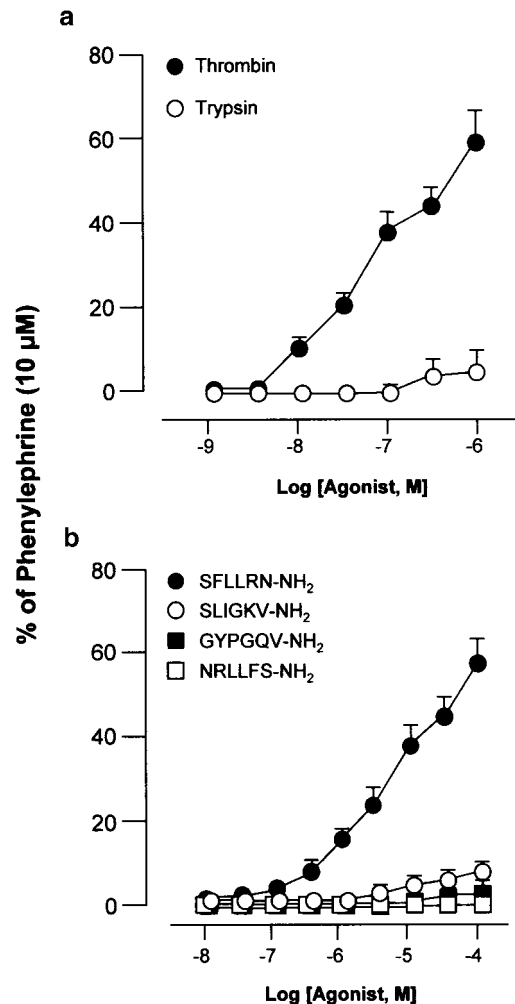 a
80
Thrombin
Trypsin
60
40
20
0
-9 -8 -7 -6
Log [Agonist, M]
% of Phenylephrine (10 µM)
b
80
SFLLRN-NH₂
SLIGKV-NH₂
GYPGQV-NH₂
NRLLFS-NH₂
60
40
20
0
-8 -7 -6 -5 -4
Log [Agonist, M]